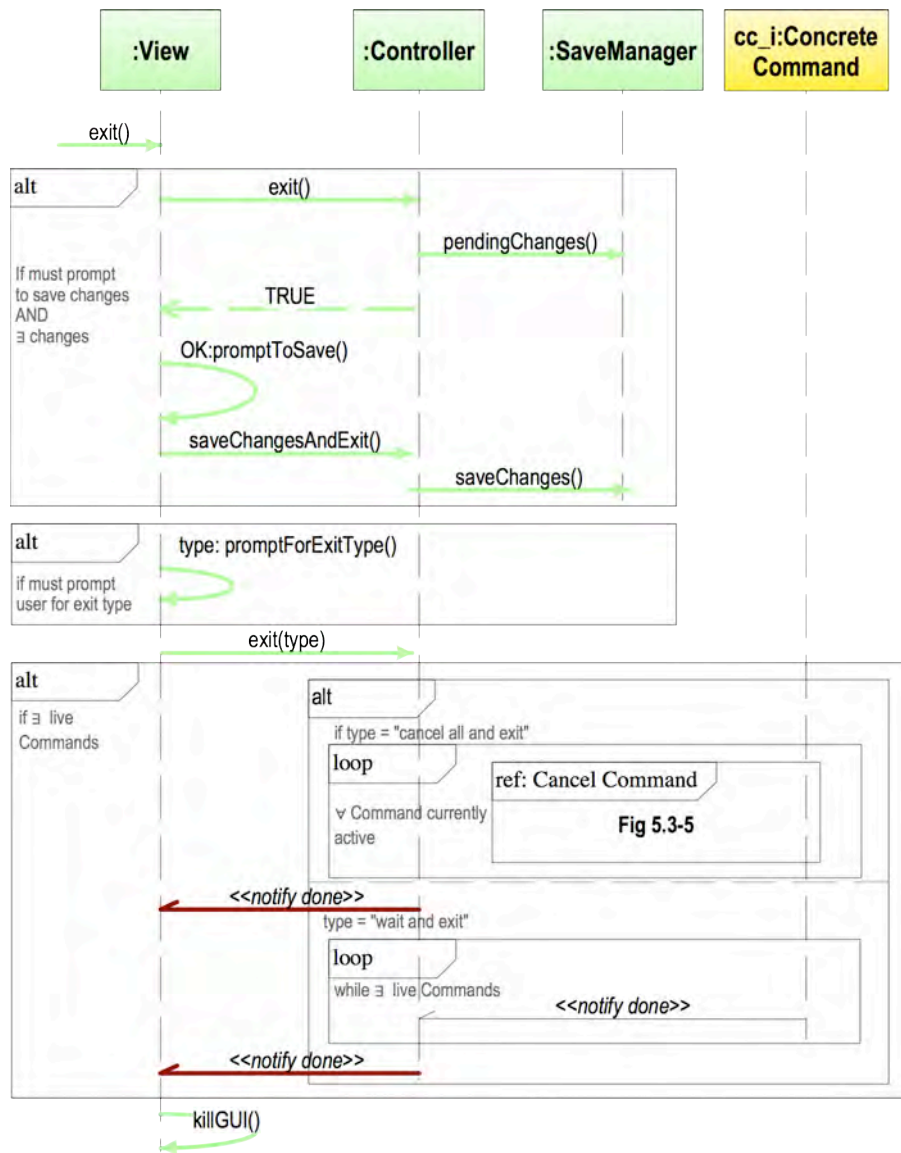 :View
:Controller
:SaveManager
cc_i:Concrete
Command
exit()
alt
exit()
pendingChanges()
If must prompt
to save changes
AND
∃ changes
TRUE
OK:promptToSave()
saveChangesAndExit()
saveChanges()
alt
type: promptForExitType()
if must prompt
user for exit type
exit(type)
alt
if ∃ live
Commands
alt
if type = "cancel all and exit"
loop
ref: Cancel Command
∀ Command currently
active
Fig 5.3-5
<<notify done>>
type = "wait and exit"
loop
while ∃ live Commands
<<notify done>>
<<notify done>>
killGUI()